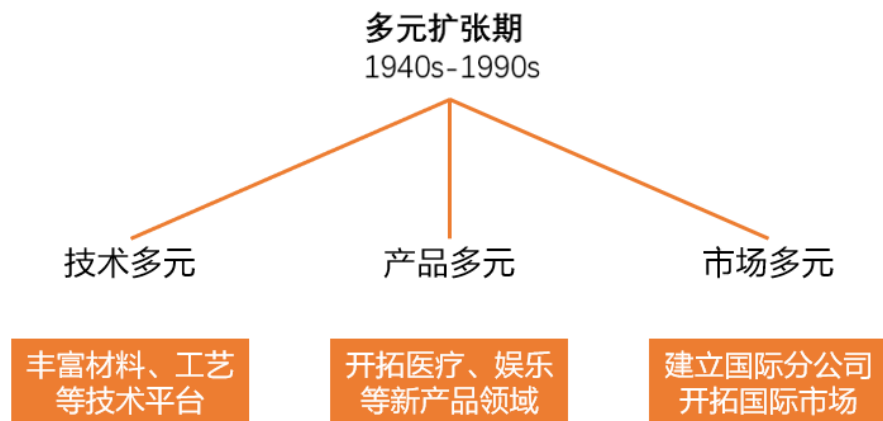 多元扩张期
1940s-1990s
技术多元
产品多元
市场多元
丰富材料、工艺
等技术平台
开拓医疗、娱乐
等新产品领域
建立国际分公司
开拓国际市场